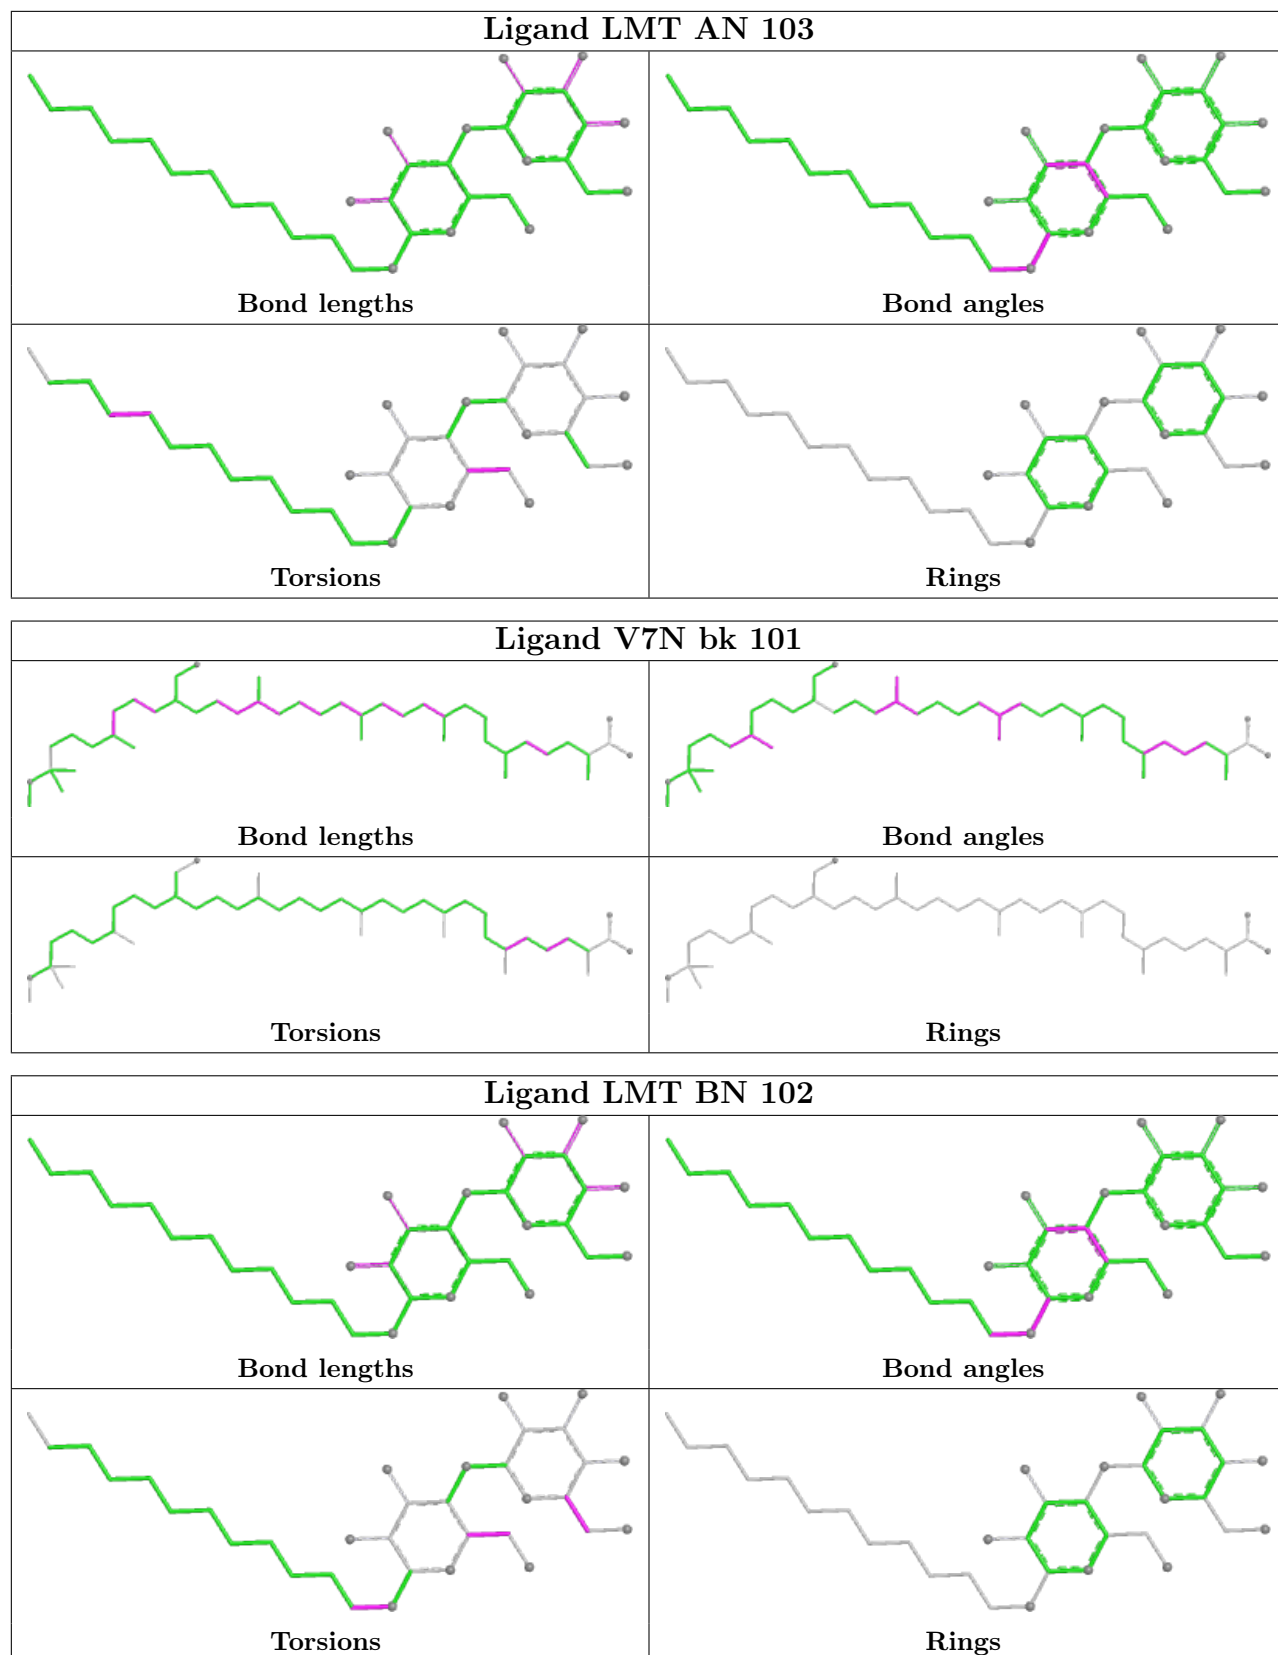 Ligand LMT AN 103
Bond lengths
Bond angles
Torsions
Rings
Ligand V7N bk 101
Bond lengths
Bond angles
Torsions
Rings
Ligand LMT BN 102
Bond lengths
Bond angles
Torsions
Rings